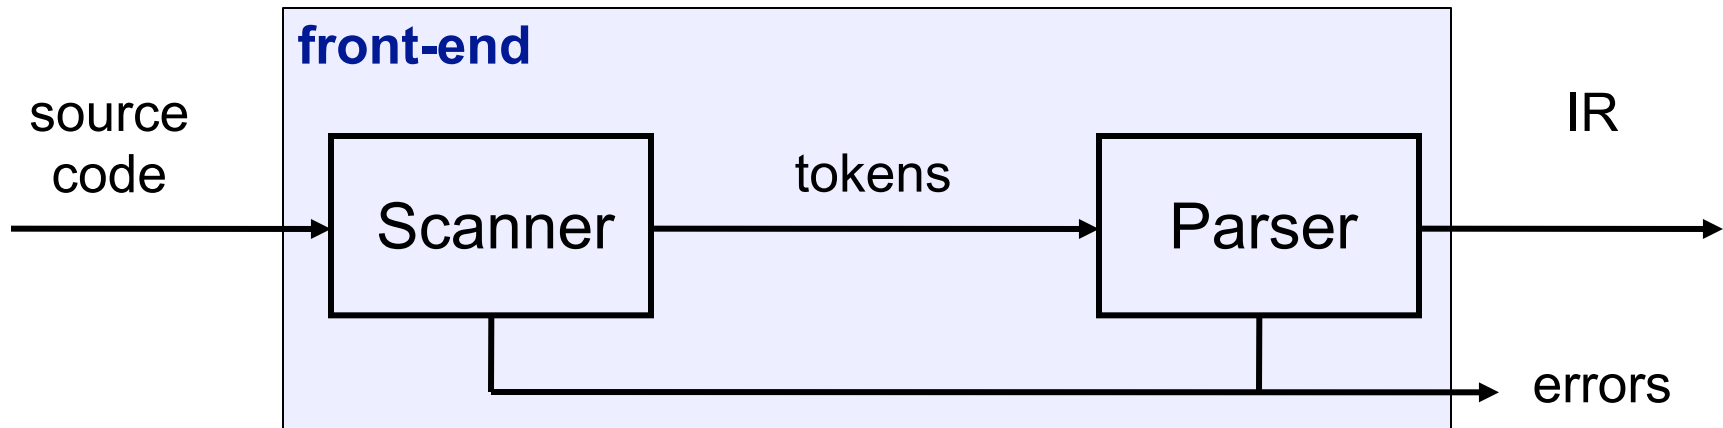 front-end
source
code
Scanner
tokens
Parser
IR
errors